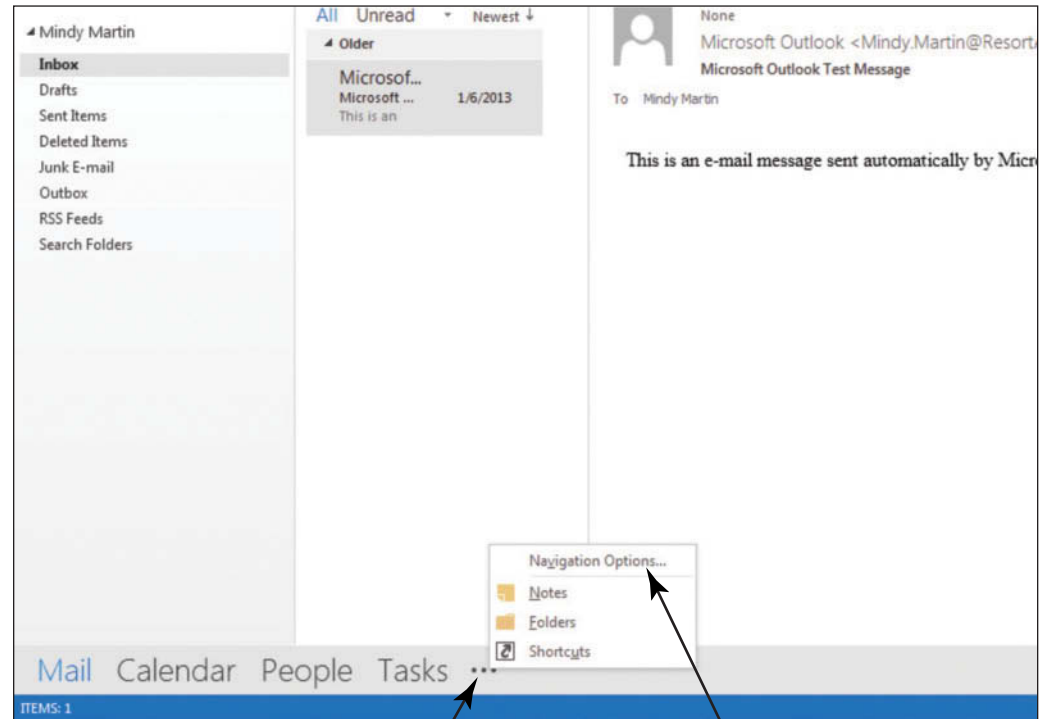 Mindy Martin
Inbox
Drafts
Sent Items
Deleted Items
Junk E-mail
Outbox
RSS Feeds
Search Folders
All Unread Newest ↓
Older
Microsof...
Microsoft ... 1/6/2013
This is an
None
Microsoft Outlook <Mindy.Martin@Resort
Microsoft Outlook Test Message
To Mindy Martin
This is an e-mail message sent automatically by Micr
Navigation Options...
Notes
Folders
Shortcuts
Mail Calendar People Tasks ...
ITEMS: 1